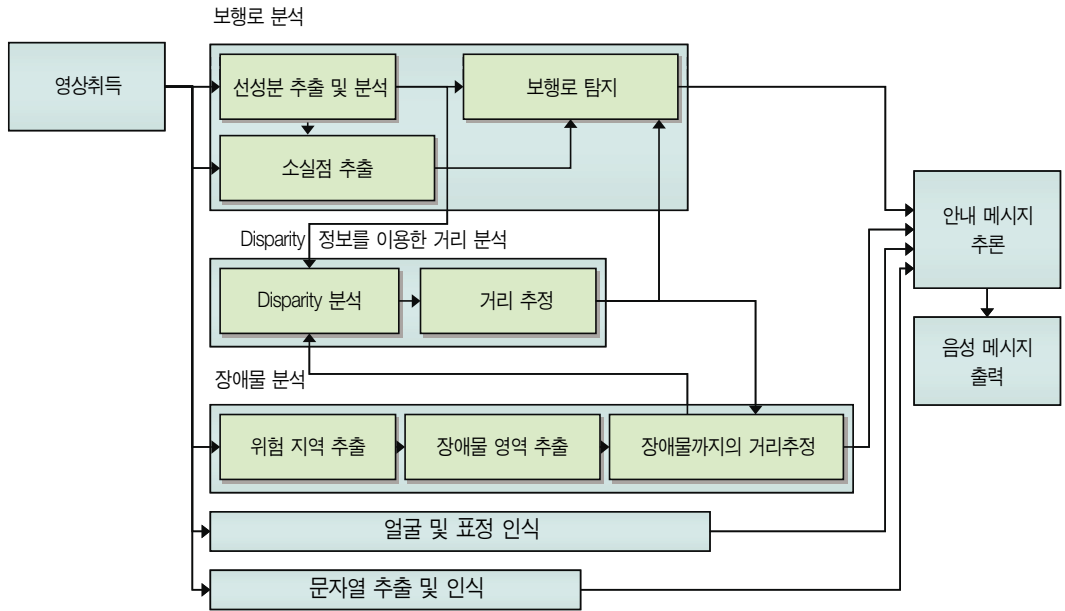 보행로 분석
영상취득
선성분 추출 및 분석
보행로 탐지
소실점 추출
안내 메시지
추론
Disparity 정보를 이용한 거리 분석
Disparity 분석
거리 추정
음성 메시지
출력
장애물 분석
위험 지역 추출
장애물 영역 추출
장애물까지의 거리추정
얼굴 및 표정 인식
문자열 추출 및 인식